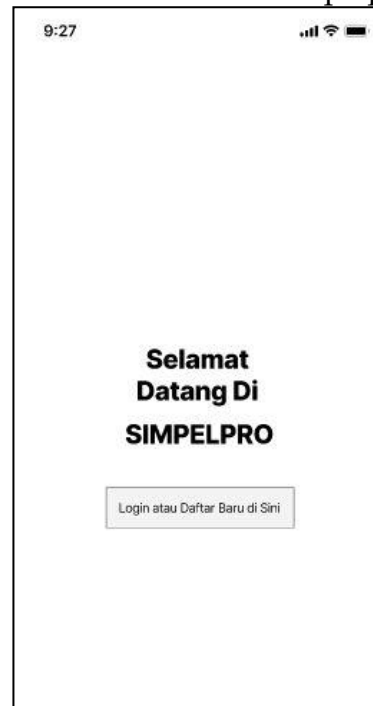 9:27
Selamat
Datang Di
SIMPELPRO
Login atau Daftar Baru di Sini